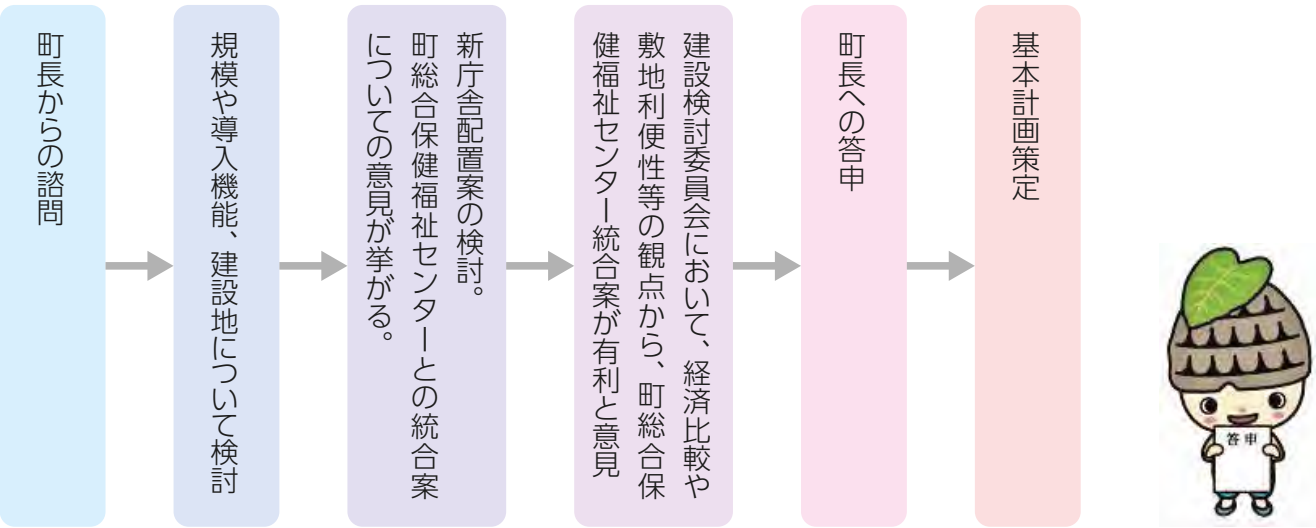 町長からの諮問
規模や導入機能、建設地について検討
新庁舎配置案の検討。
町総合保健福祉センターとの統合案
についての意見が挙がる。
建設検討委員会において、経済比較や
敷地利便性等の観点から、町総合保
健福祉センター統合案が有利と意見
町長への答申
基本計画策定
答申